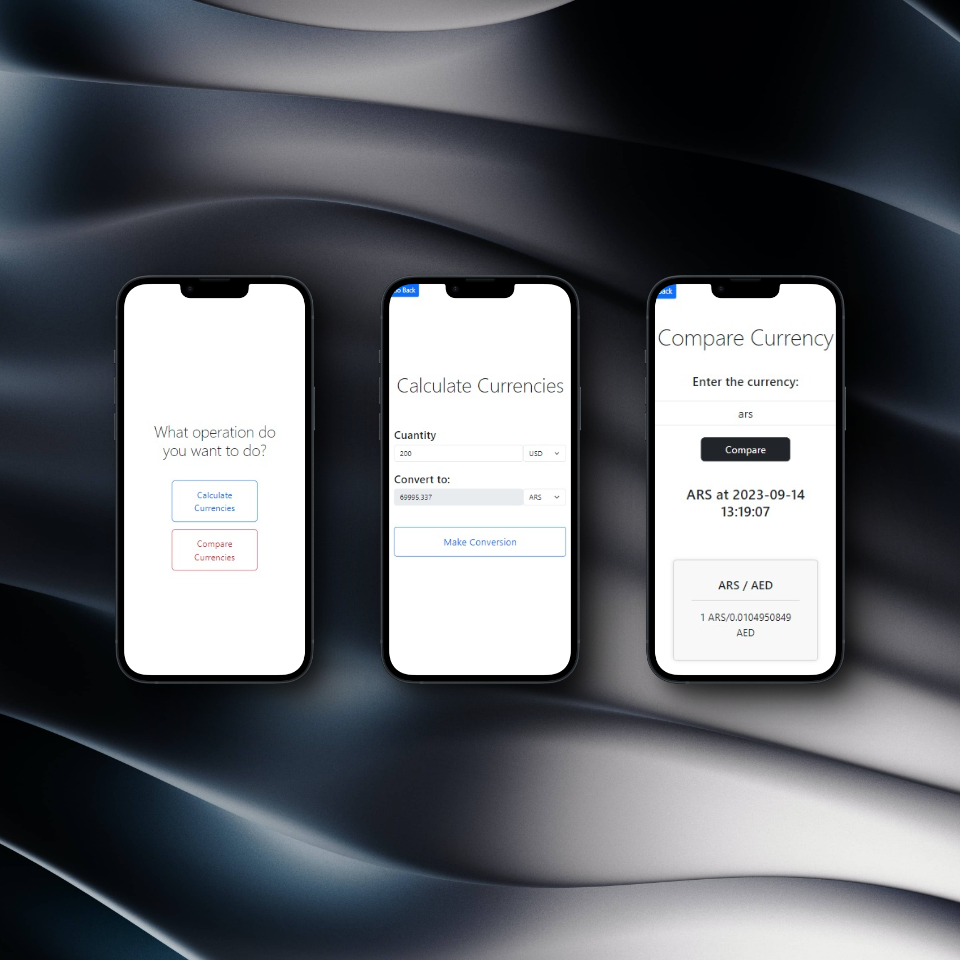 What operation do
you want to do?
Calculate
Currencies
Compare
Currencies
Back
Calculate Currencies
Cuantity
200
USD
Convert to:
69995.337
ARS
Make Conversion
Back
Compare Currency
Enter the currency:
ars
Compare
ARS at 2023-09-14
13:19:07
ARS / AED
1 ARS/0.0104950849
AED